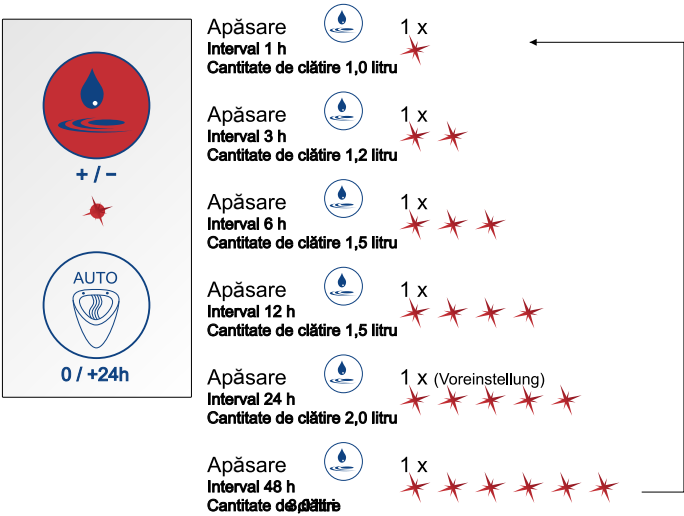 + / –
AUTO
0 / +24h
Apăsare 1 x
Interval 1 h
Cantitate de clătire 1,0 litru
Apăsare 1 x
Interval 3 h
Cantitate de clătire 1,2 litru
Apăsare 1 x
Interval 6 h
Cantitate de clătire 1,5 litru
Apăsare 1 x
Interval 12 h
Cantitate de clătire 1,5 litru
Apăsare 1 x (Voreinstellung)
Interval 24 h
Cantitate de clătire 2,0 litru
Apăsare 1 x
Interval 48 h
Cantitate de clătire